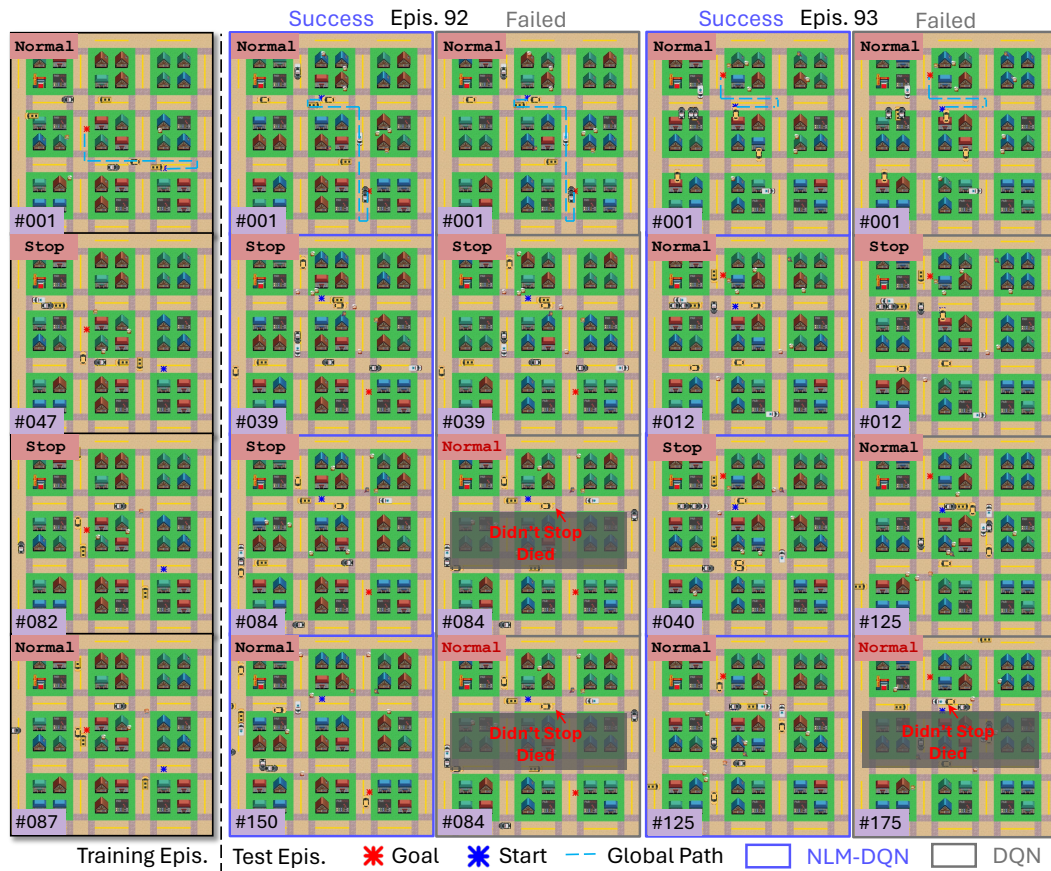 Success Epis. 92 Failed Success Epis. 93 Failed
Normal Normal Normal Normal Normal
#001 #001 #001 #001 #001
Stop Stop Stop Normal Stop
#047 #039 #039 #012 #012
Stop Stop Normal Stop Normal
Didn't Stop
Died
#082 #084 #084 #040 #125
Normal Normal Normal Normal Normal
Didn't Stop Didn't Stop
Died Died
#087 #150 #084 #125 #175
Training Epis. Test Epis. Goal Start Global Path NLM-DQN DQN